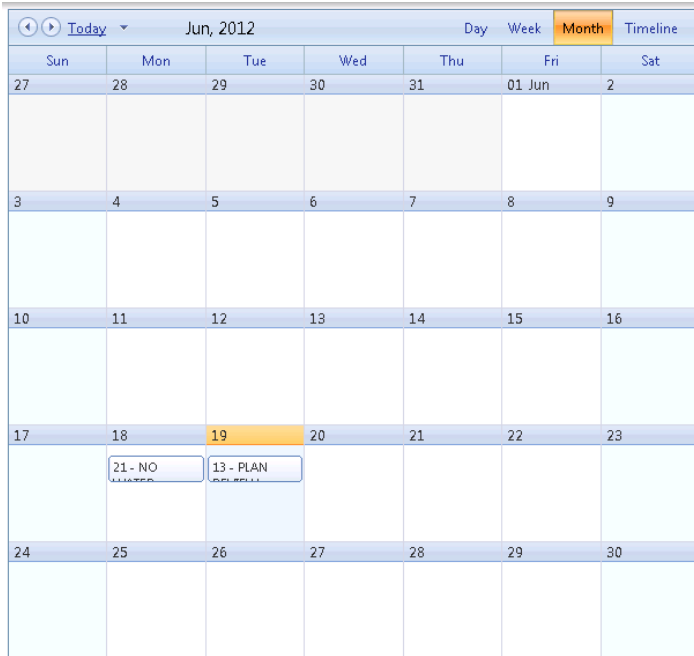 Today Jun, 2012 Day Week Month Timeline
Sun Mon Tue Wed Thu Fri Sat
27 28 29 30 31 01 Jun 2
3 4 5 6 7 8 9
10 11 12 13 14 15 16
17 18 19 20 21 22 23
21 - NO 13 - PLAN
24 25 26 27 28 29 30